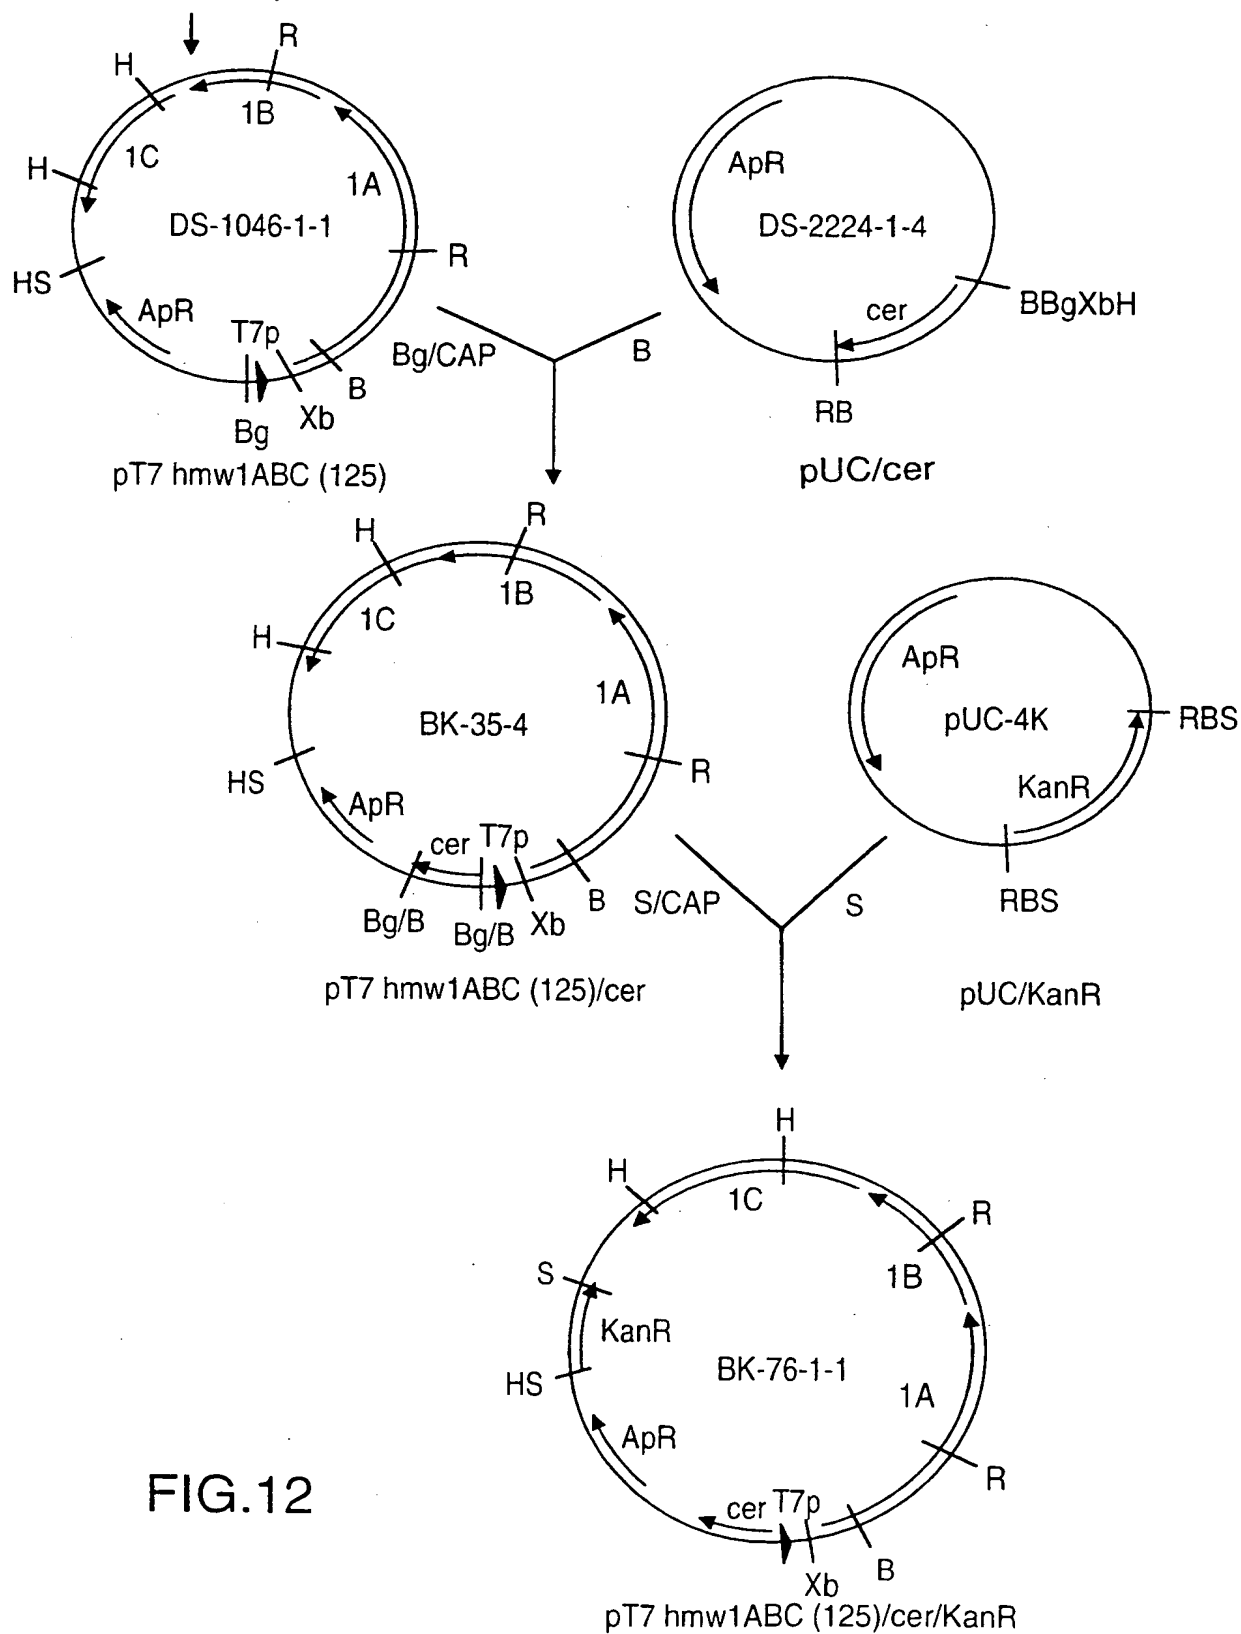 R
H
1B
1C
H
1A
DS-1046-1-1
R
HS
ApR
T7p
B
Xb
Bg
pT7 hmw1ABC (125)
ApR
DS-2224-1-4
cer
BBgXbH
RB
pUC/cer
Bg/CAP
B
R
H
1B
1C
H
1A
BK-35-4
R
HS
ApR
cer
T7p
B
Bg/B
Bg/B
Xb
pT7 hmw1ABC (125)/cer
ApR
pUC-4K
RBS
KanR
RBS
pUC/KanR
S/CAP
S
H
H
1C
R
1B
S
KanR
BK-76-1-1
HS
1A
ApR
R
cer
T7p
B
Xb
pT7 hmw1ABC (125)/cer/KanR
FIG.12